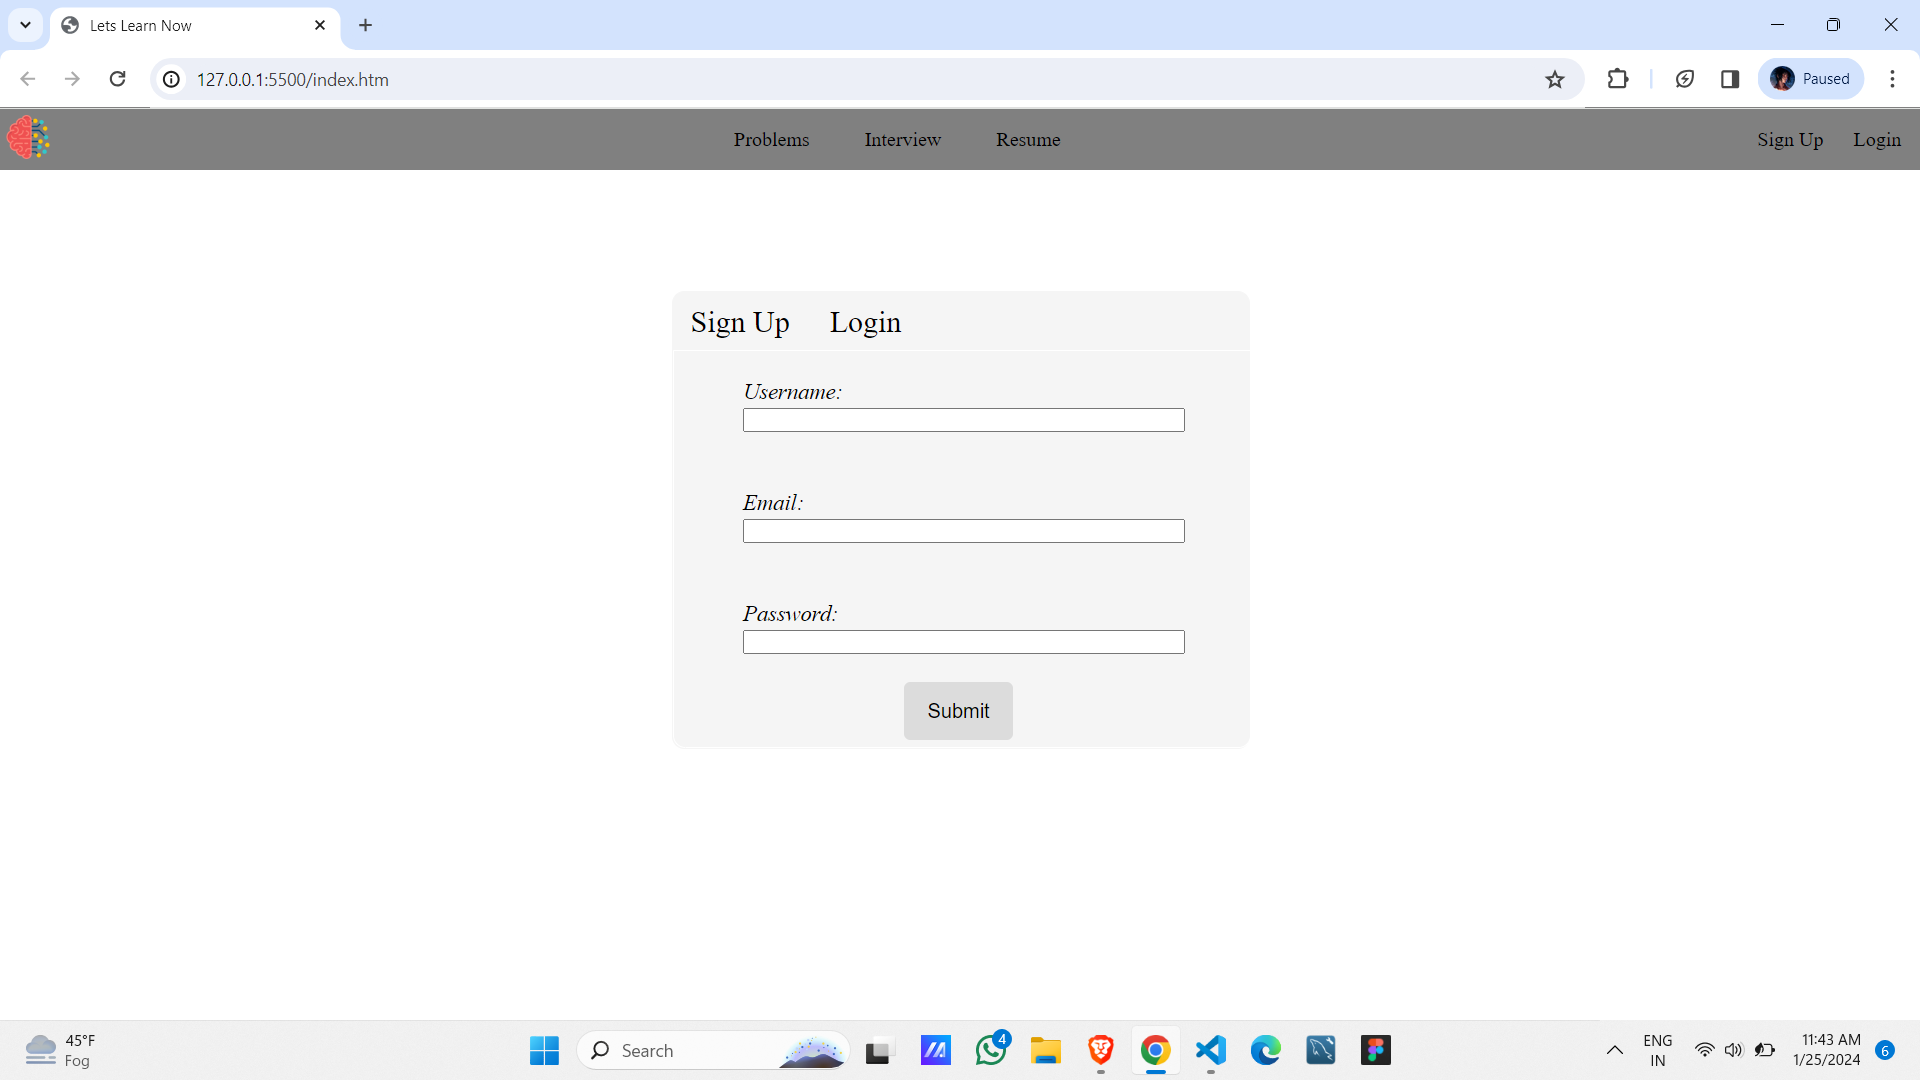 Lets Learn Now
127.0.0.1:5500/index.htm
Paused
Problems Interview Resume Sign Up Login
Sign Up Login
Username:
Email:
Password:
Submit
45°F
Fog
Search
4
ENG
IN
11:43 AM
1/25/2024
6